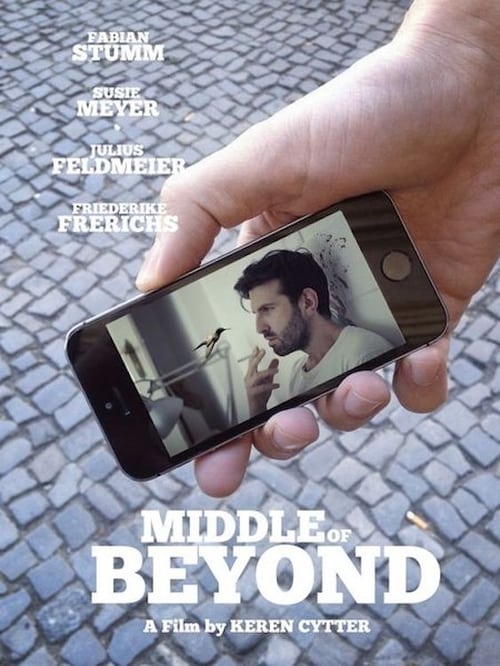 FABIAN
STUMM
SUSIE
MEYER
JULIUS
FELDMEIER
FRIEDERIKE
FRERICHS
MIDDLE OF
BEYOND
A Film by KEREN CYTTER